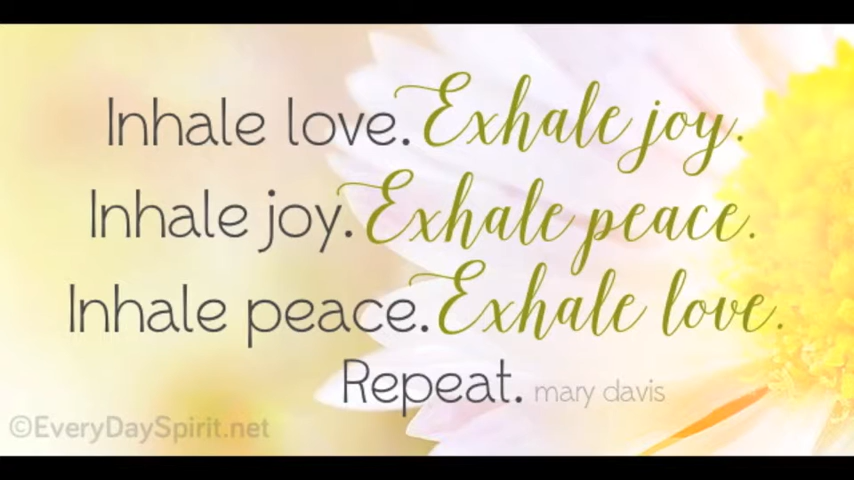 Inhale love. Exhale joy.
Inhale joy. Exhale peace.
Inhale peace. Exhale love.
Repeat. mary davis
©EveryDaySpirit.net